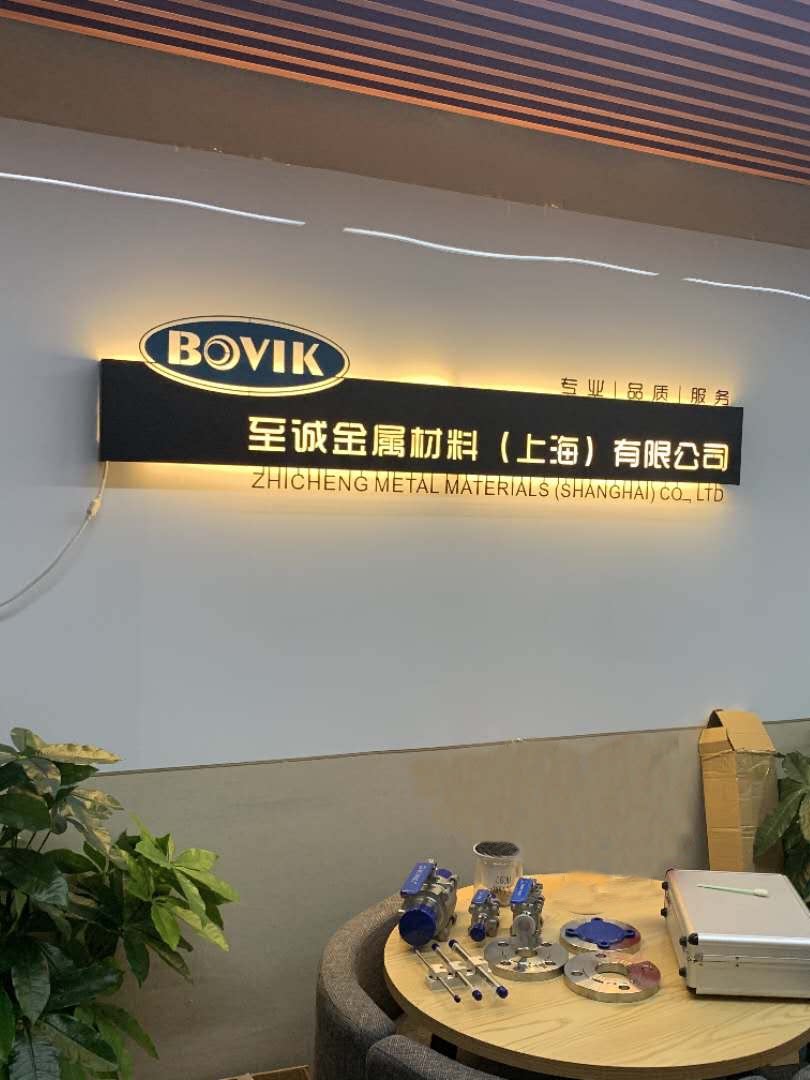 BOVIK
专业 | 品质 | 服务
至诚金属材料（上海）有限公司
ZHICHENG METAL MATERIALS (SHANGHAI) CO., LTD